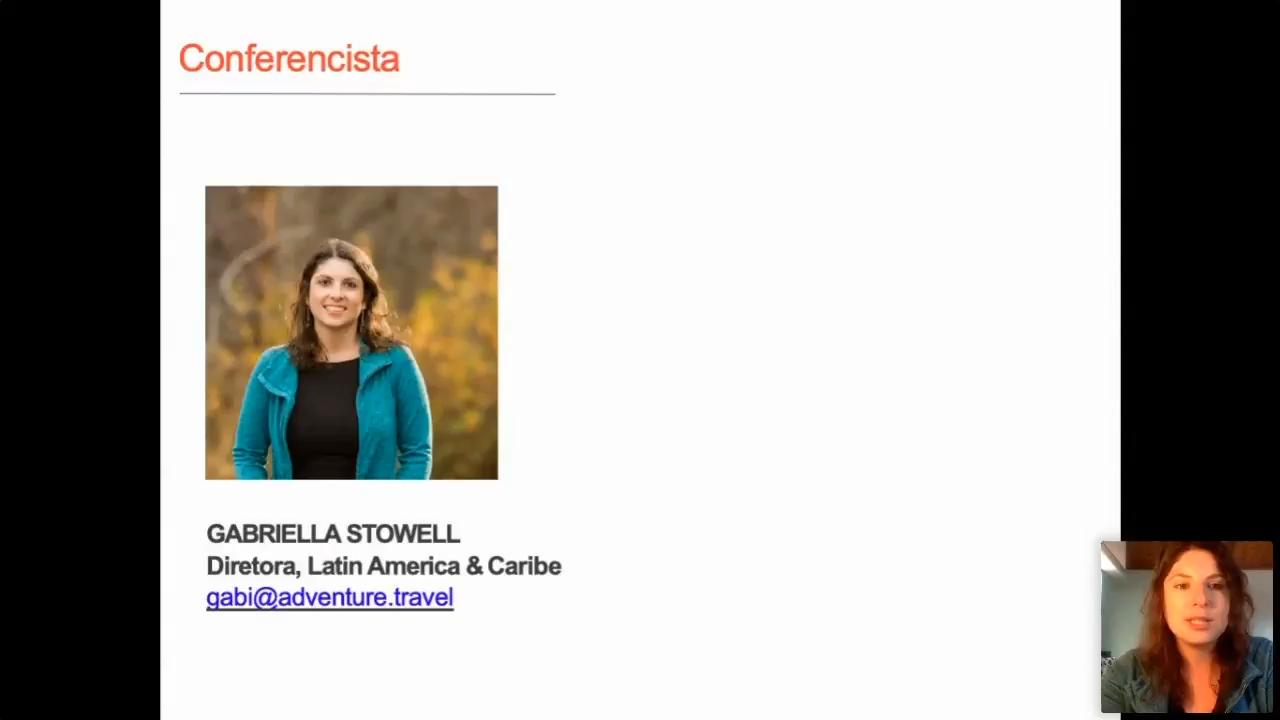 Conferencista
GABRIELLA STOWELL
Diretora, Latin America & Caribe
gabi@adventure.travel